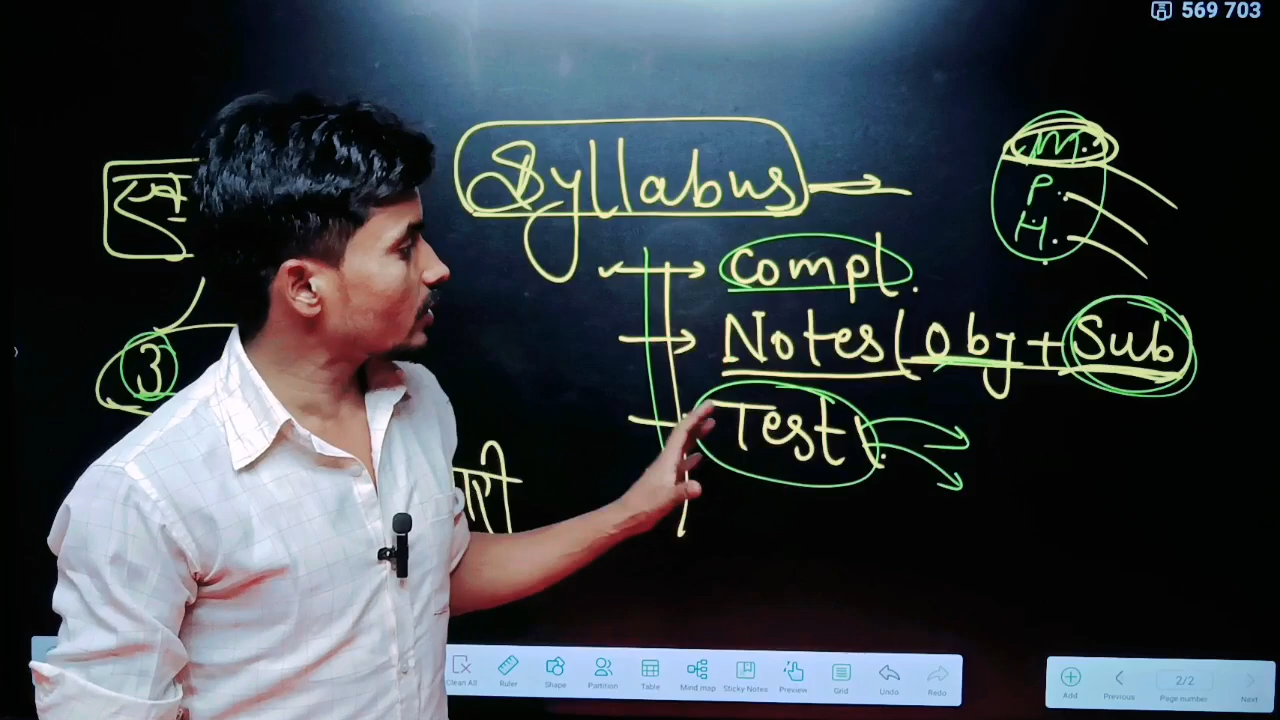 569 703
Syllabus
M.
P.
H.
Compl.
Notes (Obj + Sub
Test
3
Clean All Ruler Shape Partition Table Mind map Sticky Notes Preview Grid Undo Redo
Add Previous 2/2 Page number Next